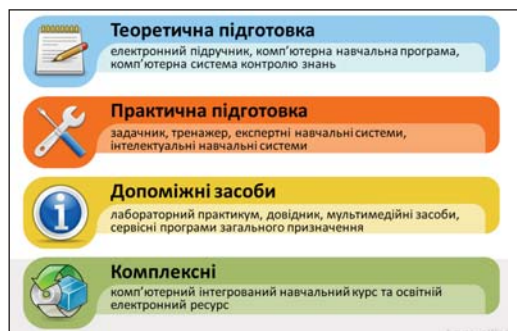 Теоретична підготовка
електронний підручник, комп'ютерна навчальна програма,
комп'ютерна система контролю знань
Практична підготовка
задачник, тренажер, експертні навчальні системи,
інтелектуальні навчальні системи
Допоміжні засоби
лабораторний практикум, довідник, мультимедійні засоби,
сервісні програми загального призначення
Комплексні
комп'ютерний інтегрований навчальний курс та освітній
електронний ресурс